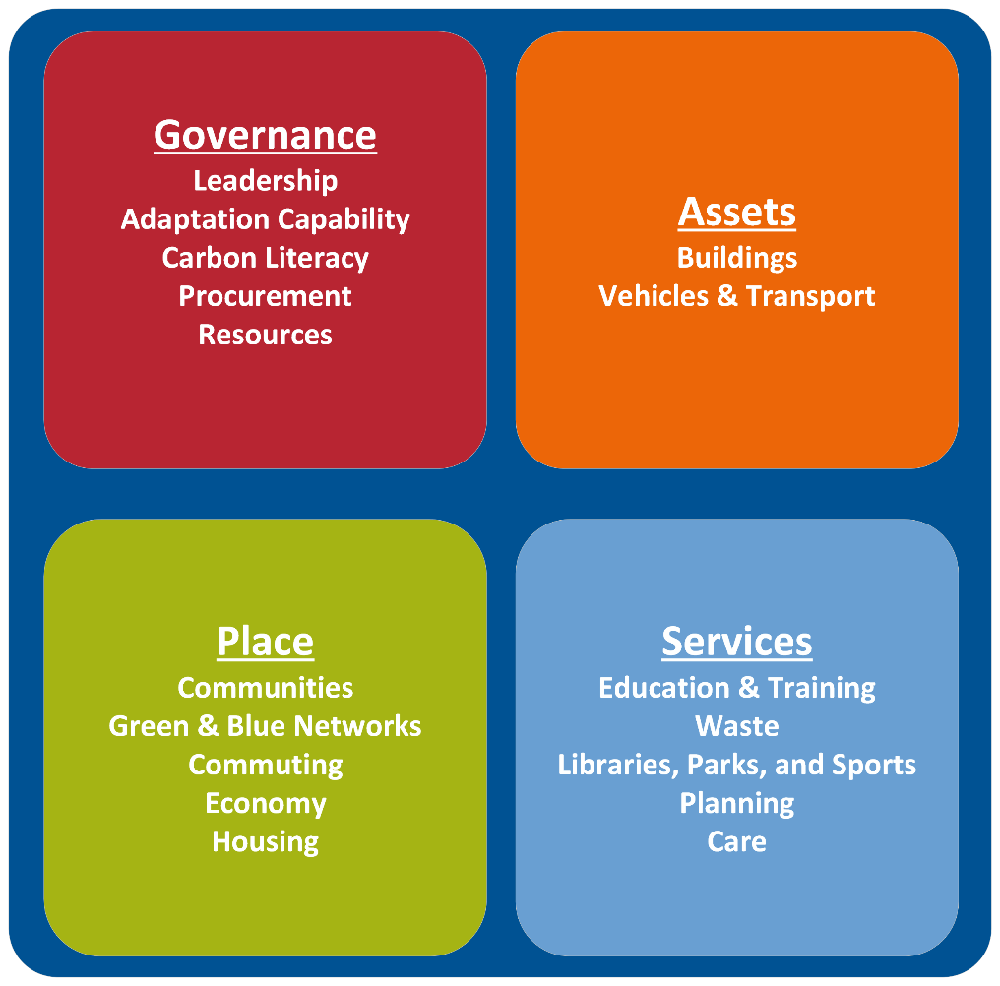 Governance
Leadership
Adaptation Capability
Carbon Literacy
Procurement
Resources
Assets
Buildings
Vehicles & Transport
Place
Communities
Green & Blue Networks
Commuting
Economy
Housing
Services
Education & Training
Waste
Libraries, Parks, and Sports
Planning
Care